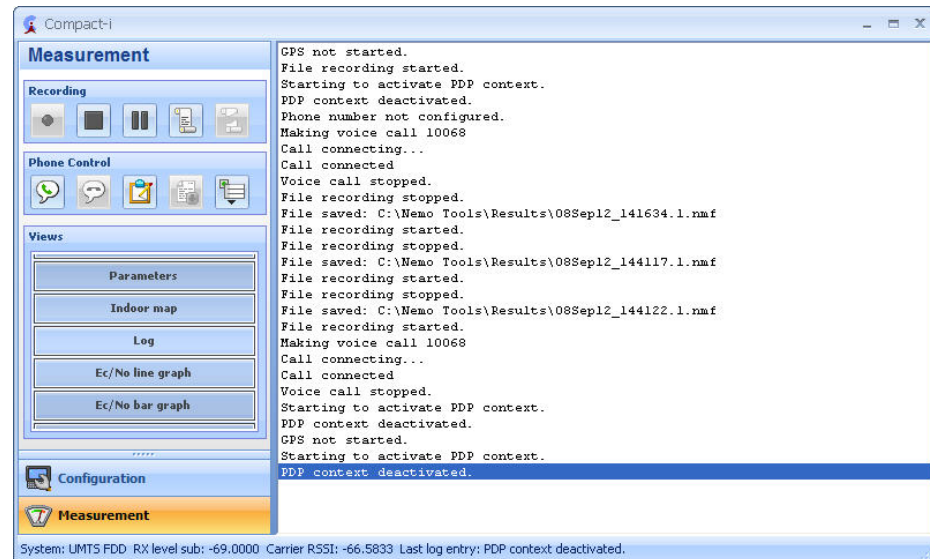 Compact-i
Measurement
Recording
Phone Control
Views
Parameters
Indoor map
Log
Ec/No line graph
Ec/No bar graph
Configuration
Measurement
GPS not started.
File recording started.
Starting to activate PDP context.
PDP context deactivated.
Phone number not configured.
Making voice call 10068
Call connecting...
Call connected
Voice call stopped.
File recording stopped.
File saved: C:\Nemo Tools\Results\08Sep12_141634.1.nmf
File recording started.
File recording stopped.
File saved: C:\Nemo Tools\Results\08Sep12_144117.1.nmf
File recording started.
File recording stopped.
File saved: C:\Nemo Tools\Results\08Sep12_144122.1.nmf
File recording started.
Making voice call 10068
Call connecting...
Call connected
Voice call stopped.
Starting to activate PDP context.
PDP context deactivated.
GPS not started.
Starting to activate PDP context.
PDP context deactivated.
System: UMTS FDD RX level sub: -69.0000 Carrier RSSI: -66.5833 Last log entry: PDP context deactivated.